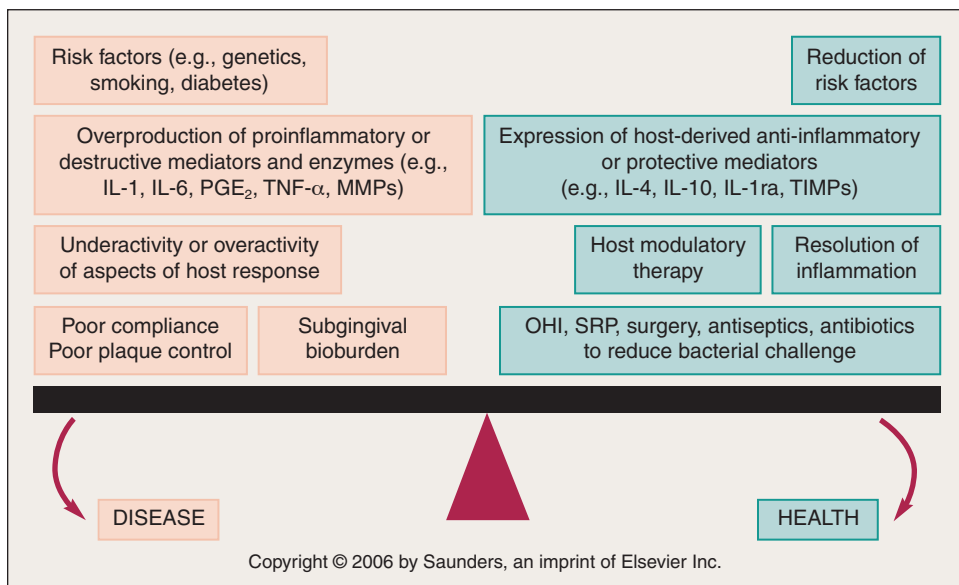 Risk factors (e.g., genetics,
smoking, diabetes)
Reduction of
risk factors
Overproduction of proinflammatory or
destructive mediators and enzymes (e.g.,
IL-1, IL-6, PGE₂, TNF-α, MMPs)
Expression of host-derived anti-inflammatory
or protective mediators
(e.g., IL-4, IL-10, IL-1ra, TIMPs)
Underactivity or overactivity
of aspects of host response
Host modulatory
therapy
Resolution of
inflammation
Poor compliance
Poor plaque control
Subgingival
bioburden
OHI, SRP, surgery, antiseptics, antibiotics
to reduce bacterial challenge
DISEASE
HEALTH
Copyright © 2006 by Saunders, an imprint of Elsevier Inc.